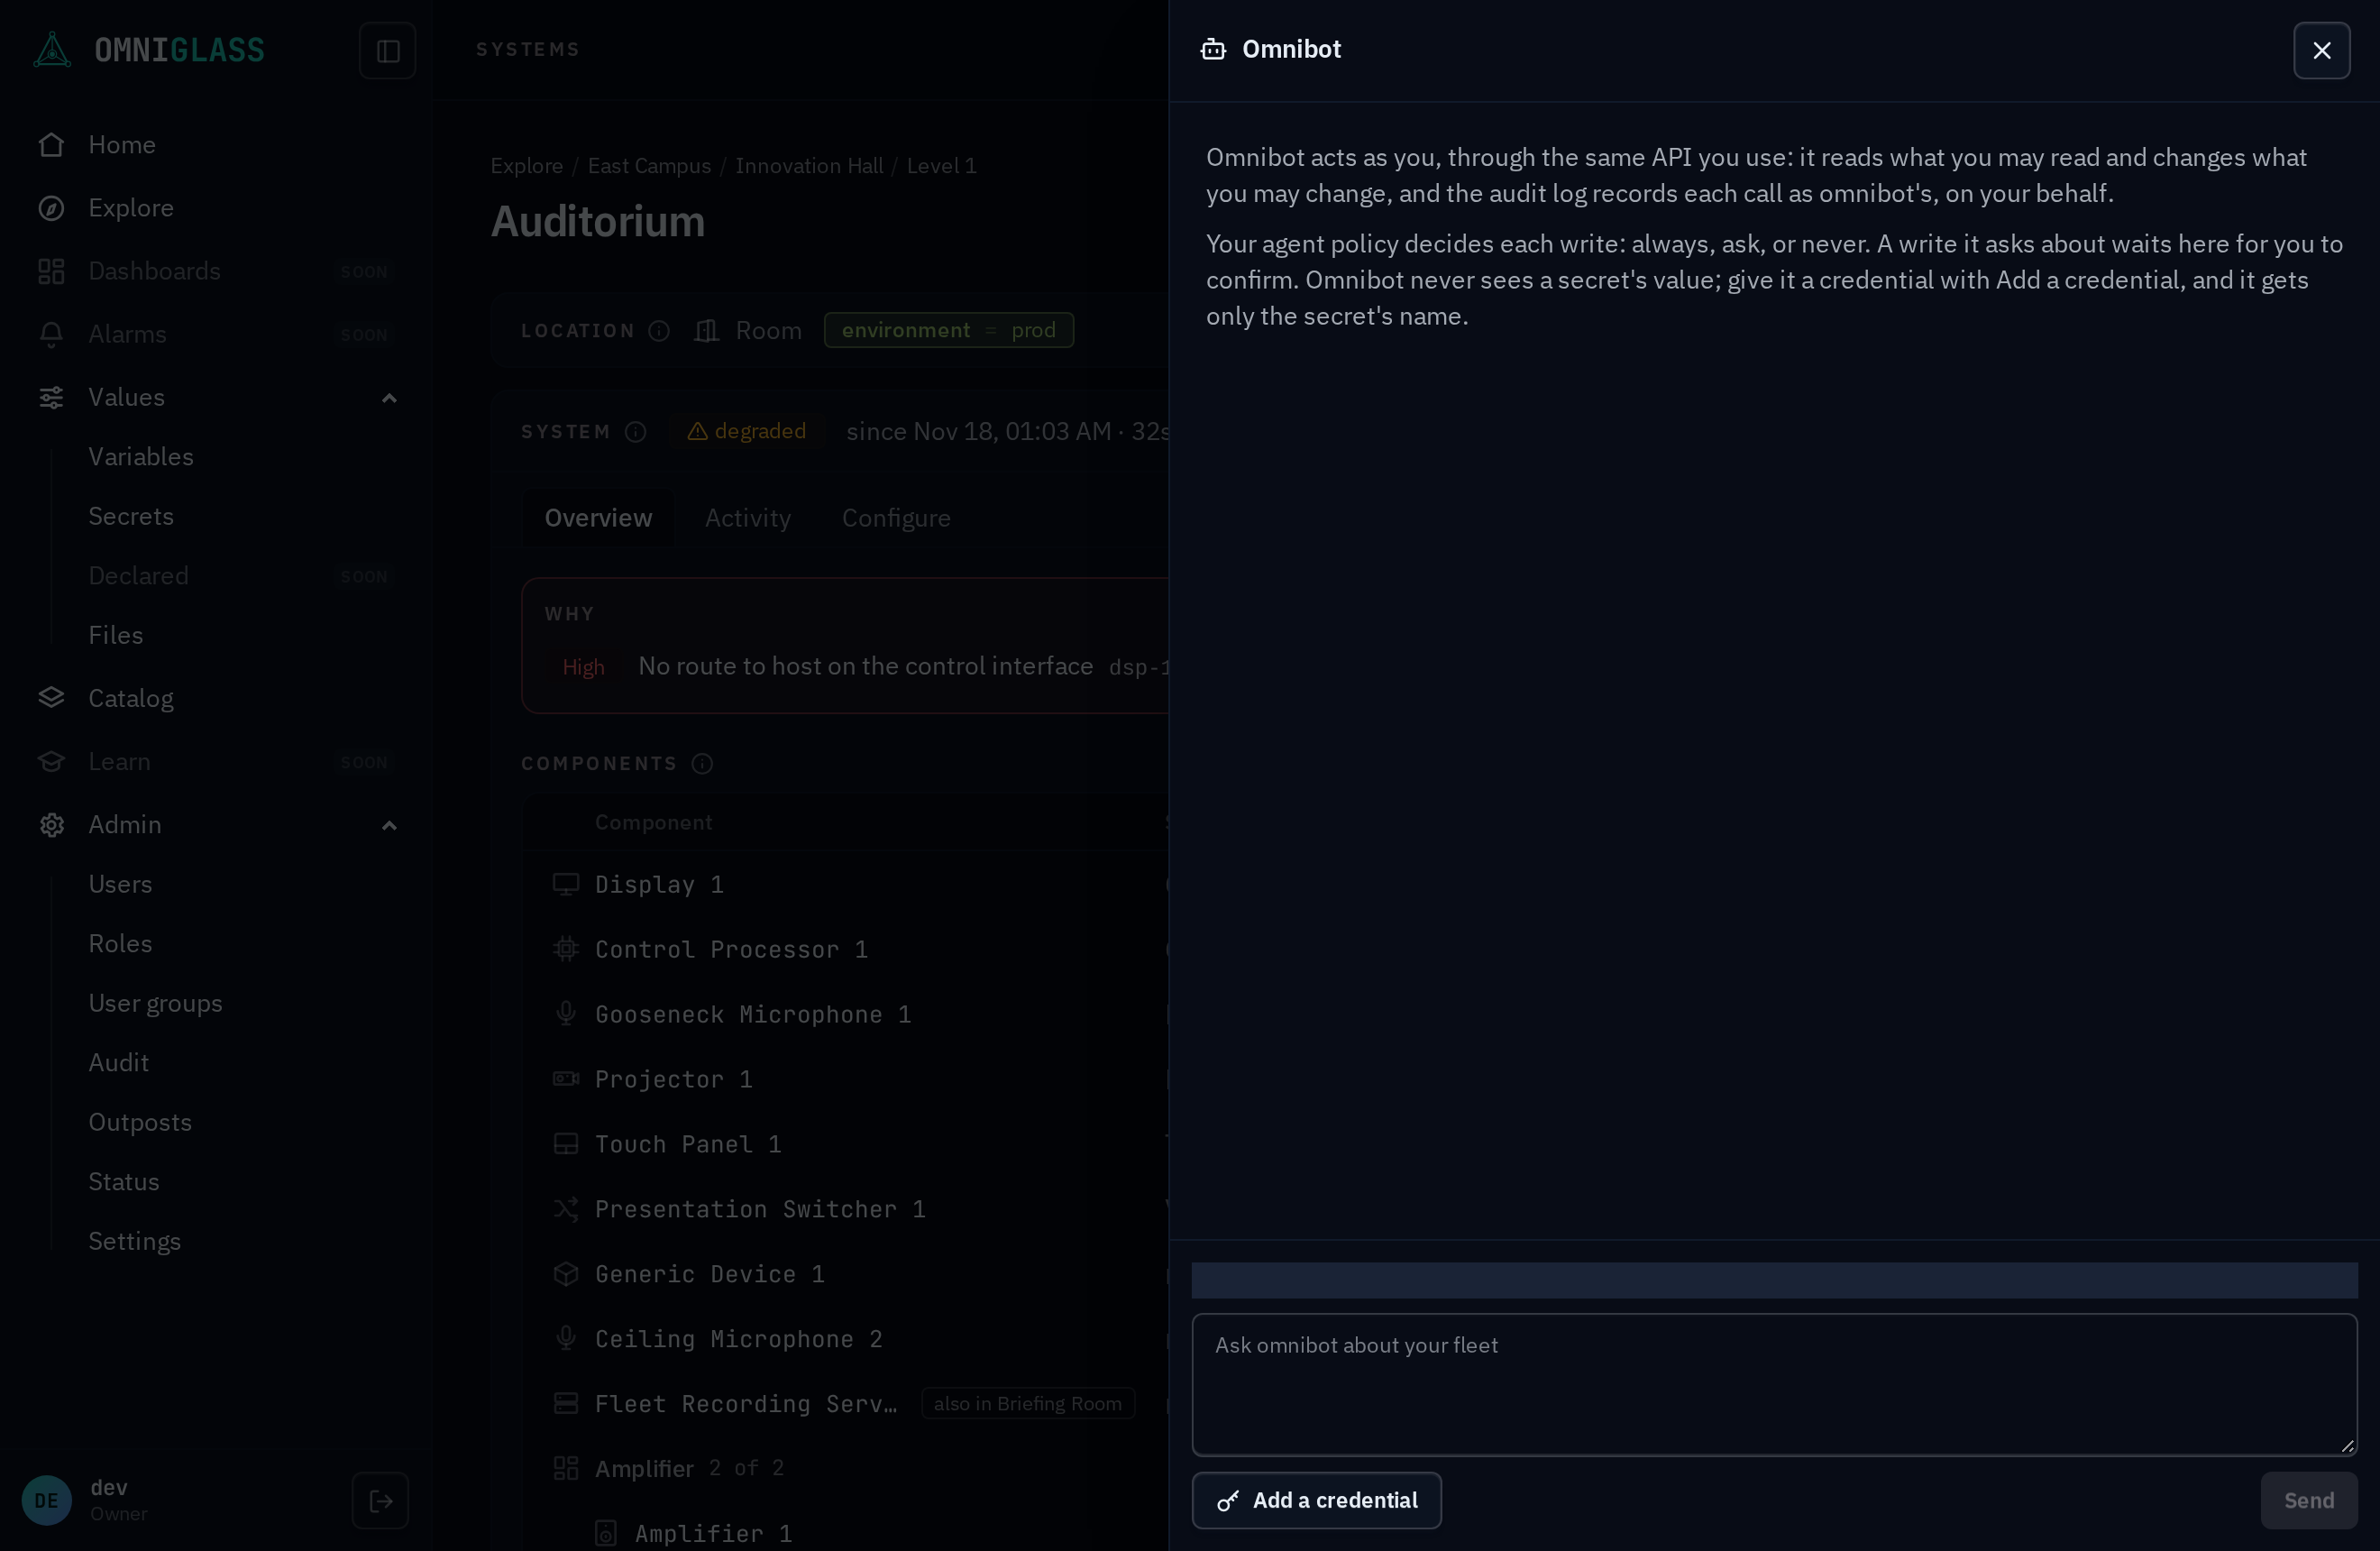 OMNIGLASS
Home
Explore
Dashboards SOON
Alarms SOON
Values
Variables
Secrets
Declared SOON
Files
Catalog
Learn SOON
Admin
Users
Roles
User groups
Audit
Outposts
Status
Settings
DE dev
Owner
SYSTEMS
Explore / East Campus / Innovation Hall / Level 1
Auditorium
LOCATION Room environment = prod
SYSTEM degraded since Nov 18, 01:03 AM · 32s
Overview Activity Configure
WHY
High No route to host on the control interface dsp-1
COMPONENTS
Component
Display 1
Control Processor 1
Gooseneck Microphone 1
Projector 1
Touch Panel 1
Presentation Switcher 1
Generic Device 1
Ceiling Microphone 2
Fleet Recording Serv… also in Briefing Room
Amplifier 2 of 2
Amplifier 1
Omnibot
Omnibot acts as you, through the same API you use: it reads what you may read and changes what
you may change, and the audit log records each call as omnibot's, on your behalf.
Your agent policy decides each write: always, ask, or never. A write it asks about waits here for you to
confirm. Omnibot never sees a secret's value; give it a credential with Add a credential, and it gets
only the secret's name.
Ask omnibot about your fleet
Add a credential
Send